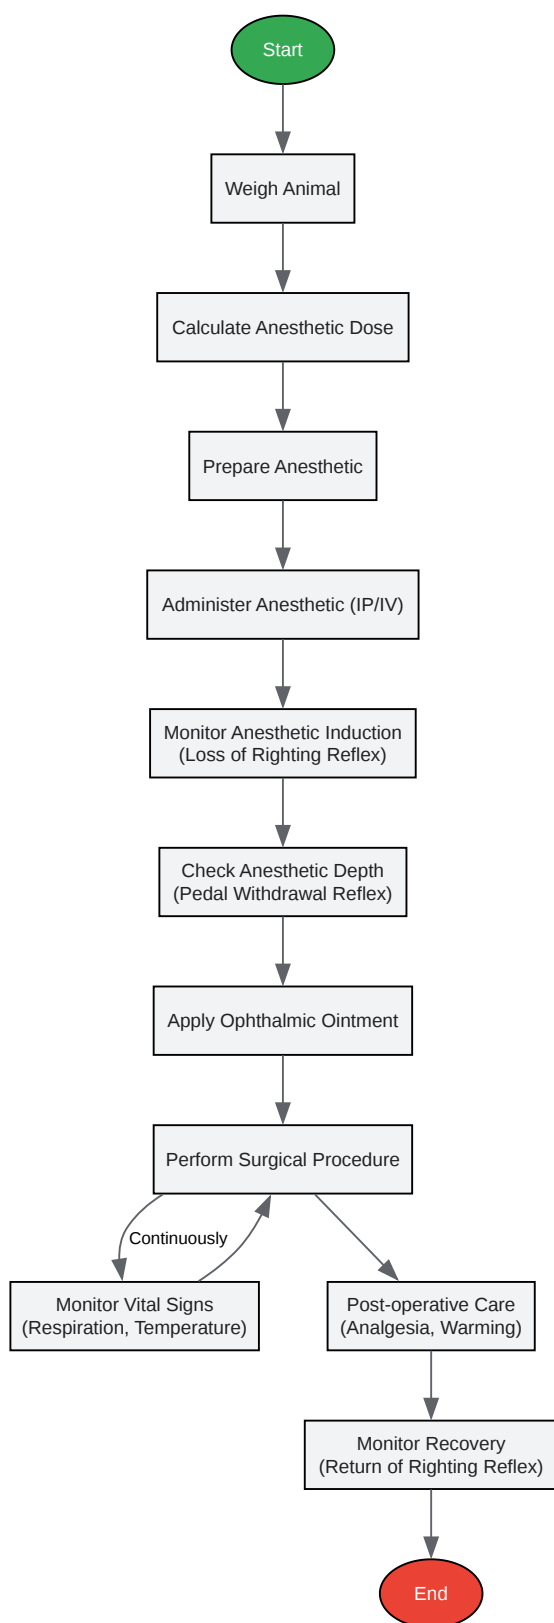 Start
Weigh Animal
Calculate Anesthetic Dose
Prepare Anesthetic
Administer Anesthetic (IP/IV)
Monitor Anesthetic Induction
(Loss of Righting Reflex)
Check Anesthetic Depth
(Pedal Withdrawal Reflex)
Apply Ophthalmic Ointment
Perform Surgical Procedure
Continuously
Monitor Vital Signs
(Respiration, Temperature)
Post-operative Care
(Analgesia, Warming)
Monitor Recovery
(Return of Righting Reflex)
End